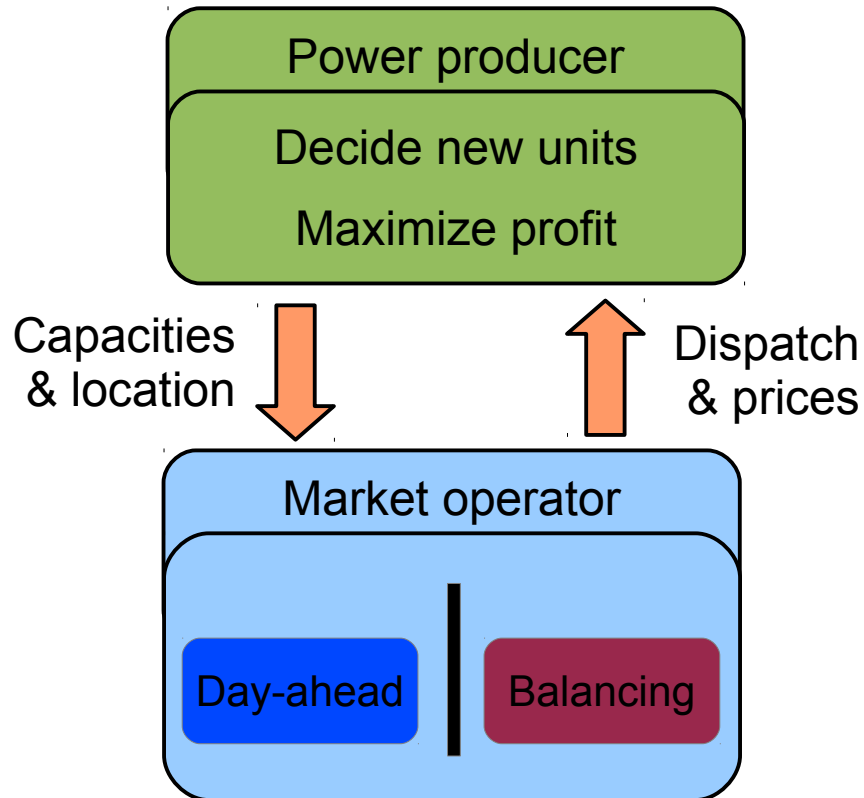 Power producer
Decide new units
Maximize profit
Capacities
& location
Dispatch
& prices
Market operator
Day-ahead
Balancing